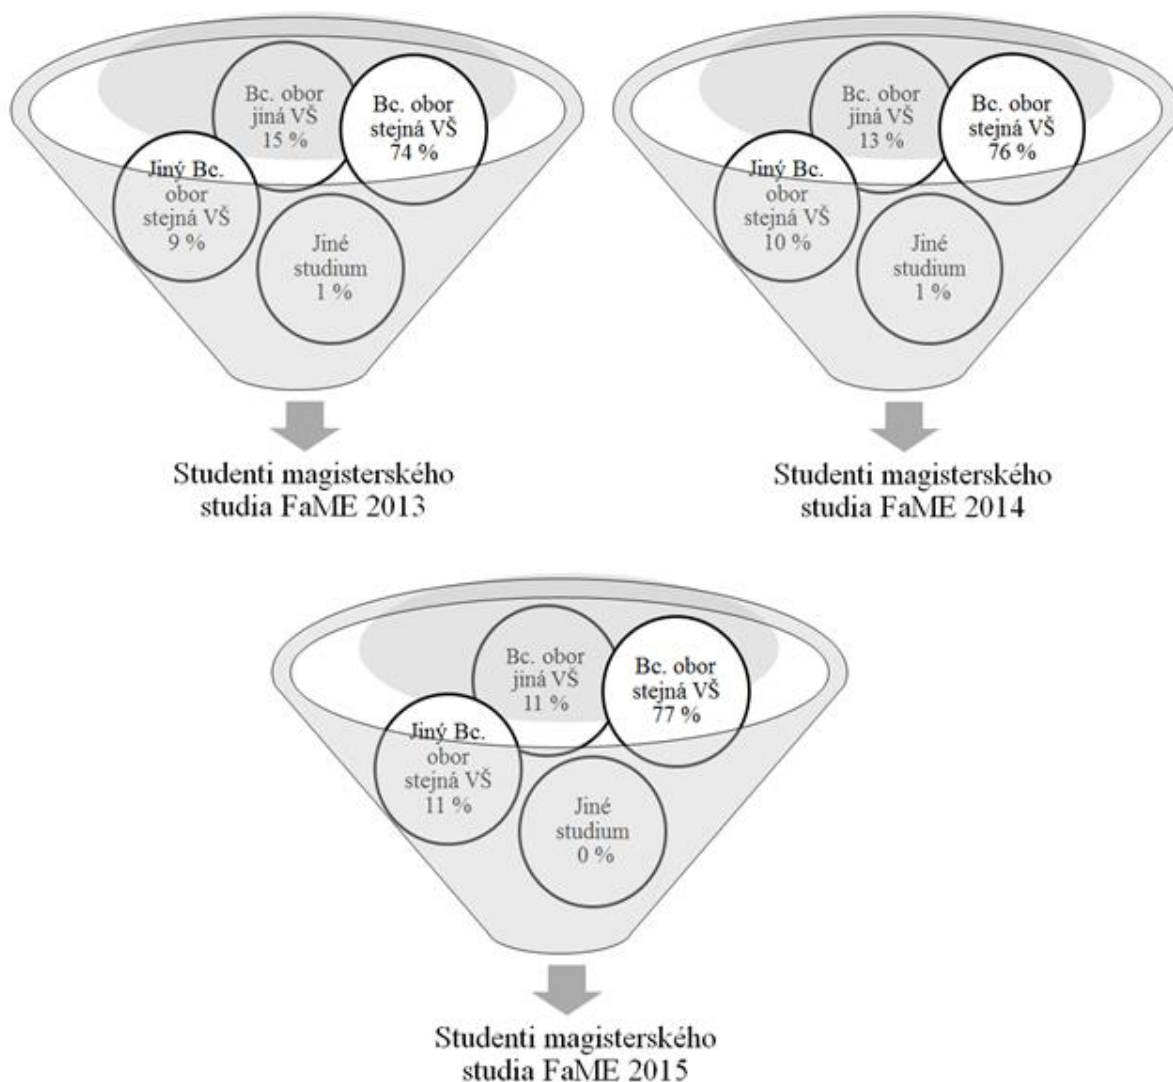 Bc. obor
jiná VŠ
15 %
Bc. obor
stejná VŠ
74 %
Jiný Bc.
obor
stejná VŠ
9 %
Jiné
studium
1 %
Studenti magisterského
studia FaME 2013
Bc. obor
jiná VŠ
13 %
Bc. obor
stejná VŠ
76 %
Jiný Bc.
obor
stejná VŠ
10 %
Jiné
studium
1 %
Studenti magisterského
studia FaME 2014
Bc. obor
jiná VŠ
11 %
Bc. obor
stejná VŠ
77 %
Jiný Bc.
obor
stejná VŠ
11 %
Jiné
studium
0 %
Studenti magisterského
studia FaME 2015